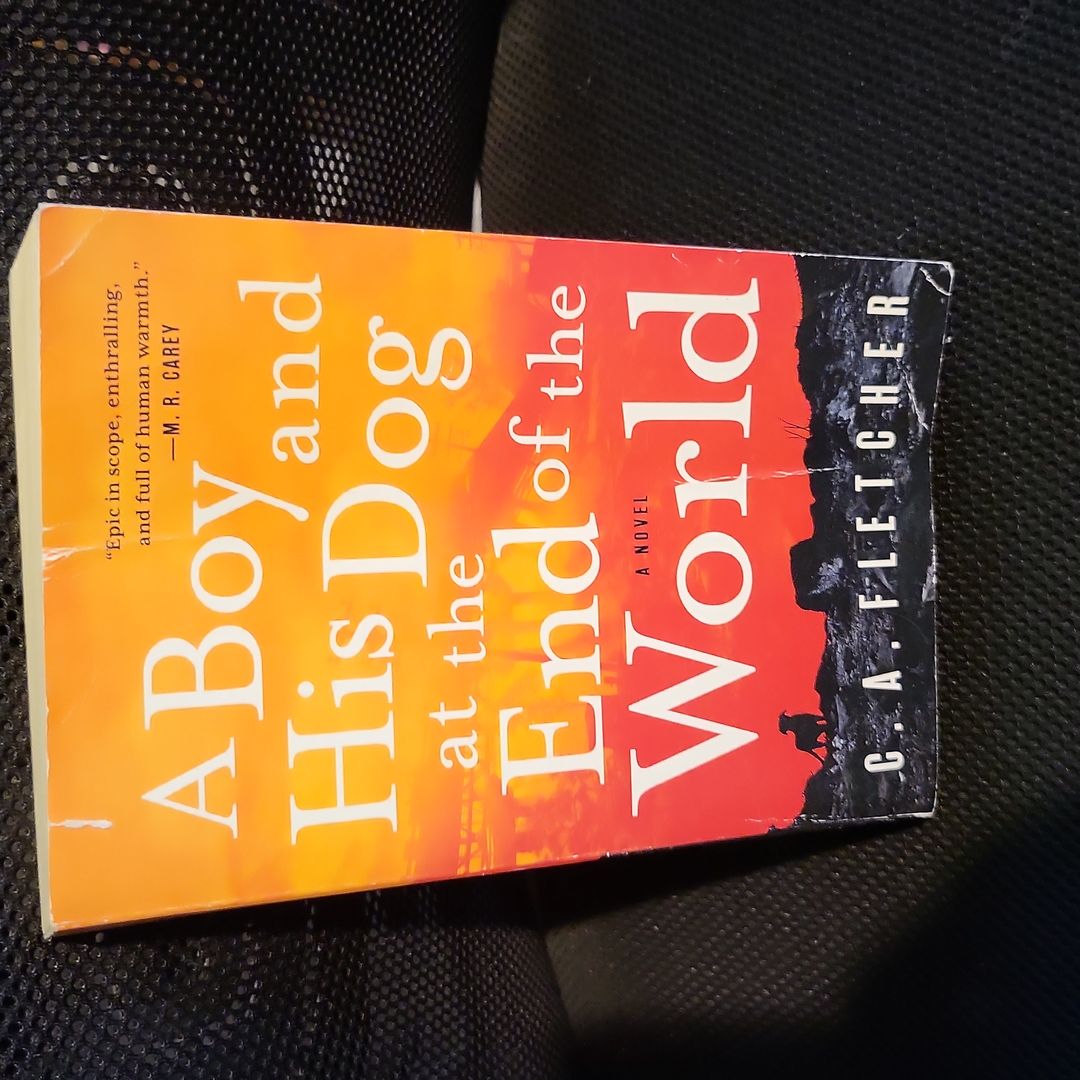 “Epic in scope, enthralling,
and full of human warmth.”
—M. R. CAREY
A Boy and
His Dog
at the
End of the
A NOVEL
World
C. A. FLETCHER